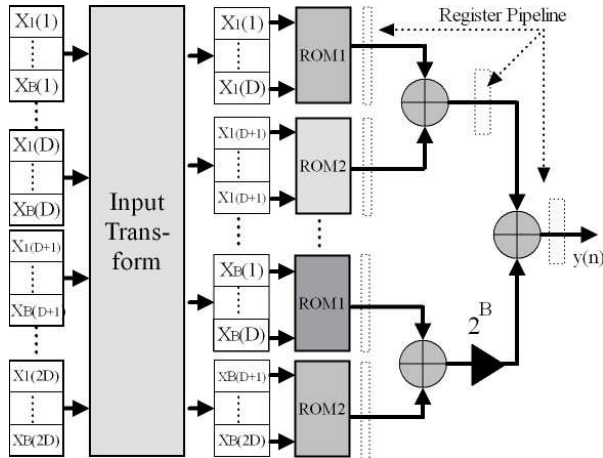 X1(1)
XB(1)
X1(D)
XB(D)
X1(D+1)
XB(D+1)
X1(2D)
XB(2D)
Input
Trans-
form
X1(1)
X1(D)
X1(D+1)
X1(D+1)
XB(1)
XB(D)
XB(D+1)
XB(2D)
ROM1
ROM2
ROM1
ROM2
Register Pipeline
2^B
y(n)